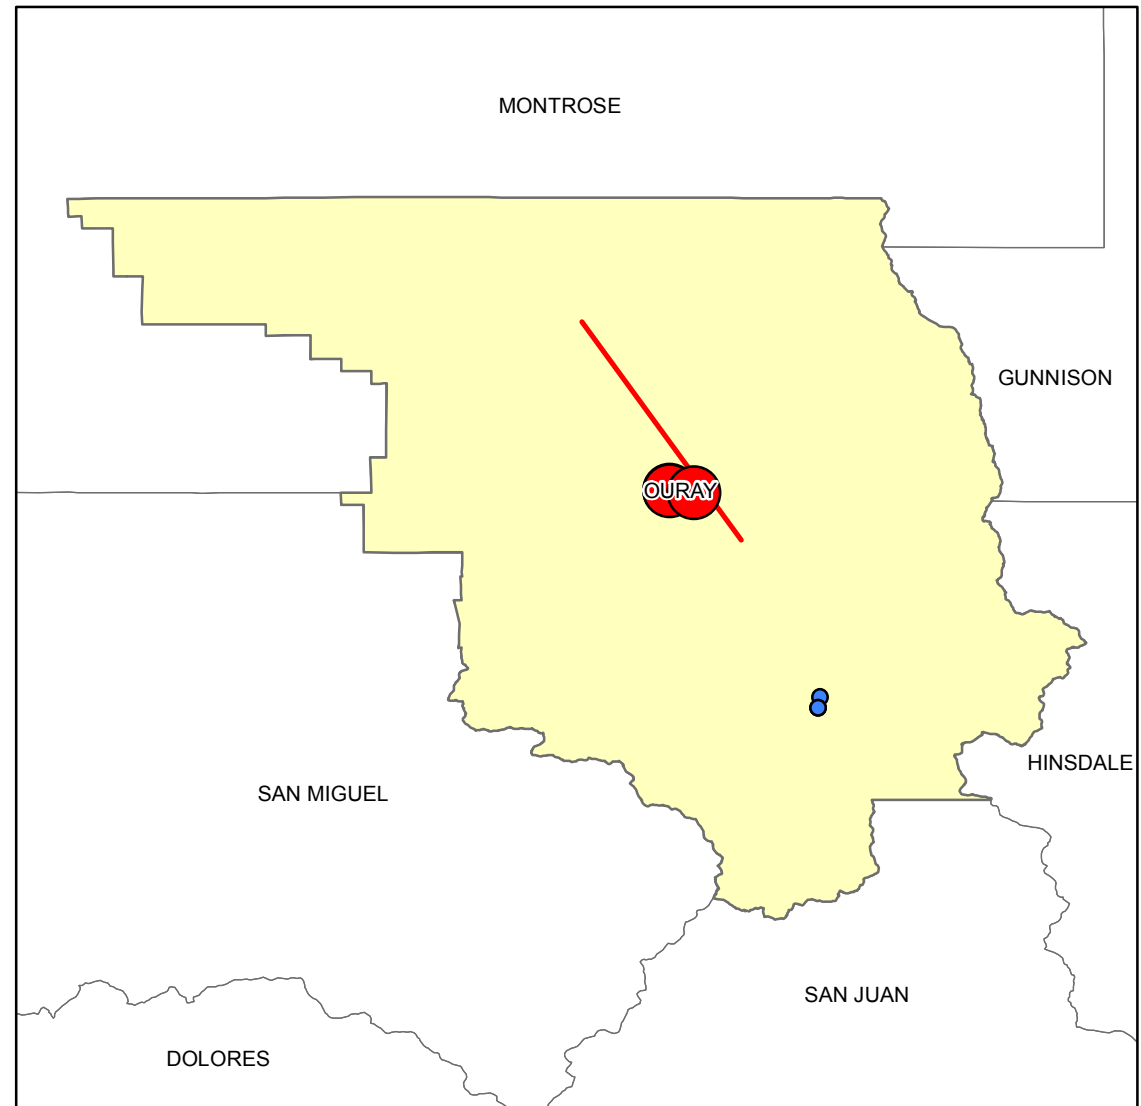 MONTROSE
GUNNISON
OURAY
HINSDALE
SAN MIGUEL
SAN JUAN
DOLORES